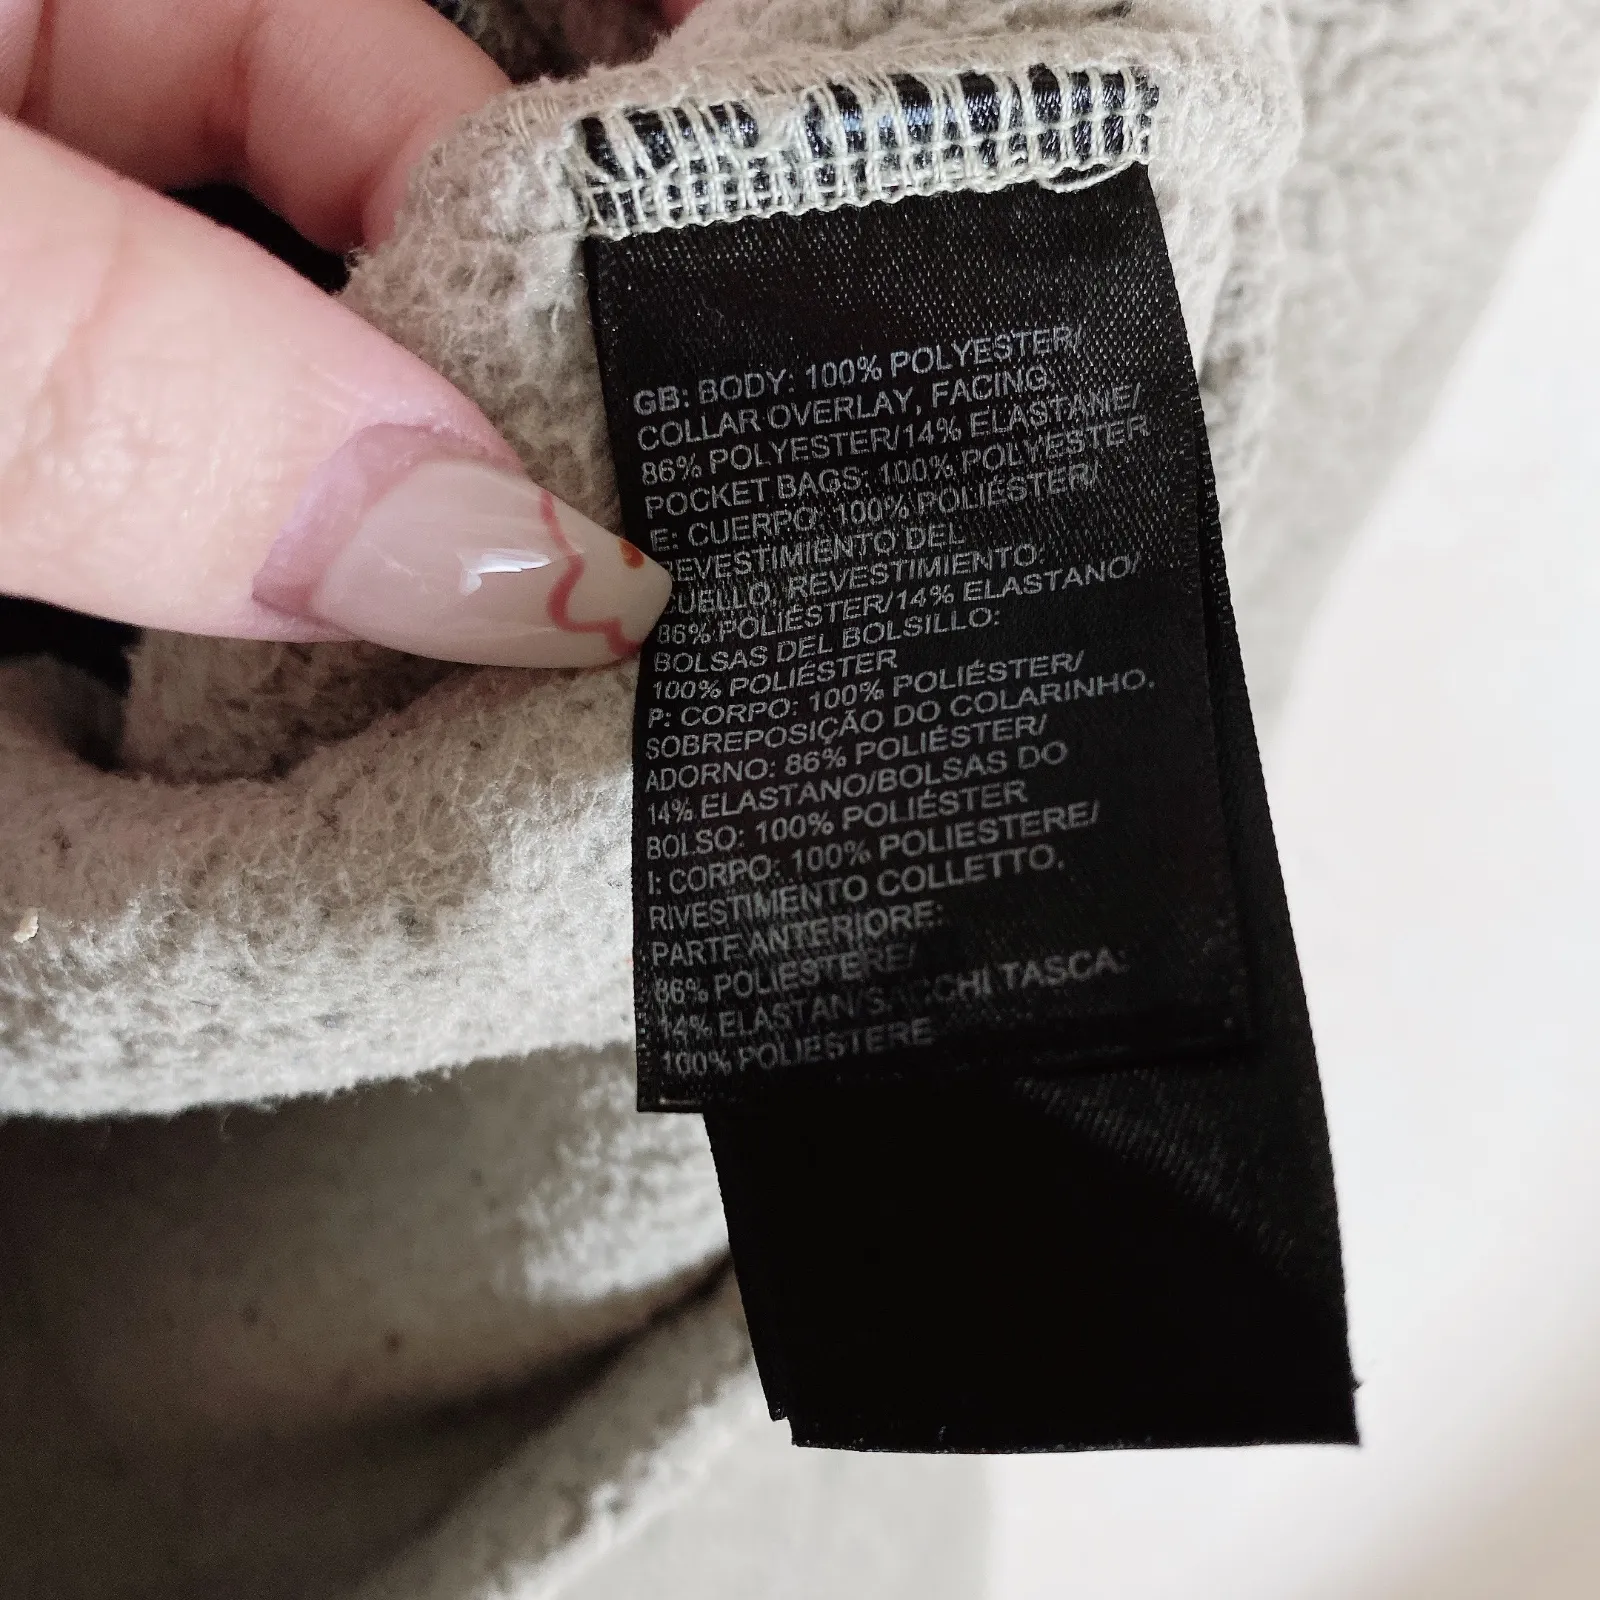 GB: BODY: 100% POLYESTER/
COLLAR OVERLAY, FACING:
86% POLYESTER/14% ELASTANE/
POCKET BAGS: 100% POLYESTER
E: CUERPO: 100% POLIÉSTER/
REVESTIMIENTO DEL
CUELLO, REVESTIMIENTO:
86% POLIÉSTER/14% ELASTANO/
BOLSAS DEL BOLSILLO:
100% POLIÉSTER
P: CORPO: 100% POLIÉSTER/
SOBREPOSIÇÃO DO COLARINHO.
ADORNO: 86% POLIÉSTER/
14% ELASTANO/BOLSAS DO
BOLSO: 100% POLIÉSTER
I: CORPO: 100% POLIESTERE/
RIVESTIMENTO COLLETTO.
PARTE ANTERIORE:
86% POLIESTERE/
14% ELASTAN/SACCHI TASCA:
100% POLIESTERE